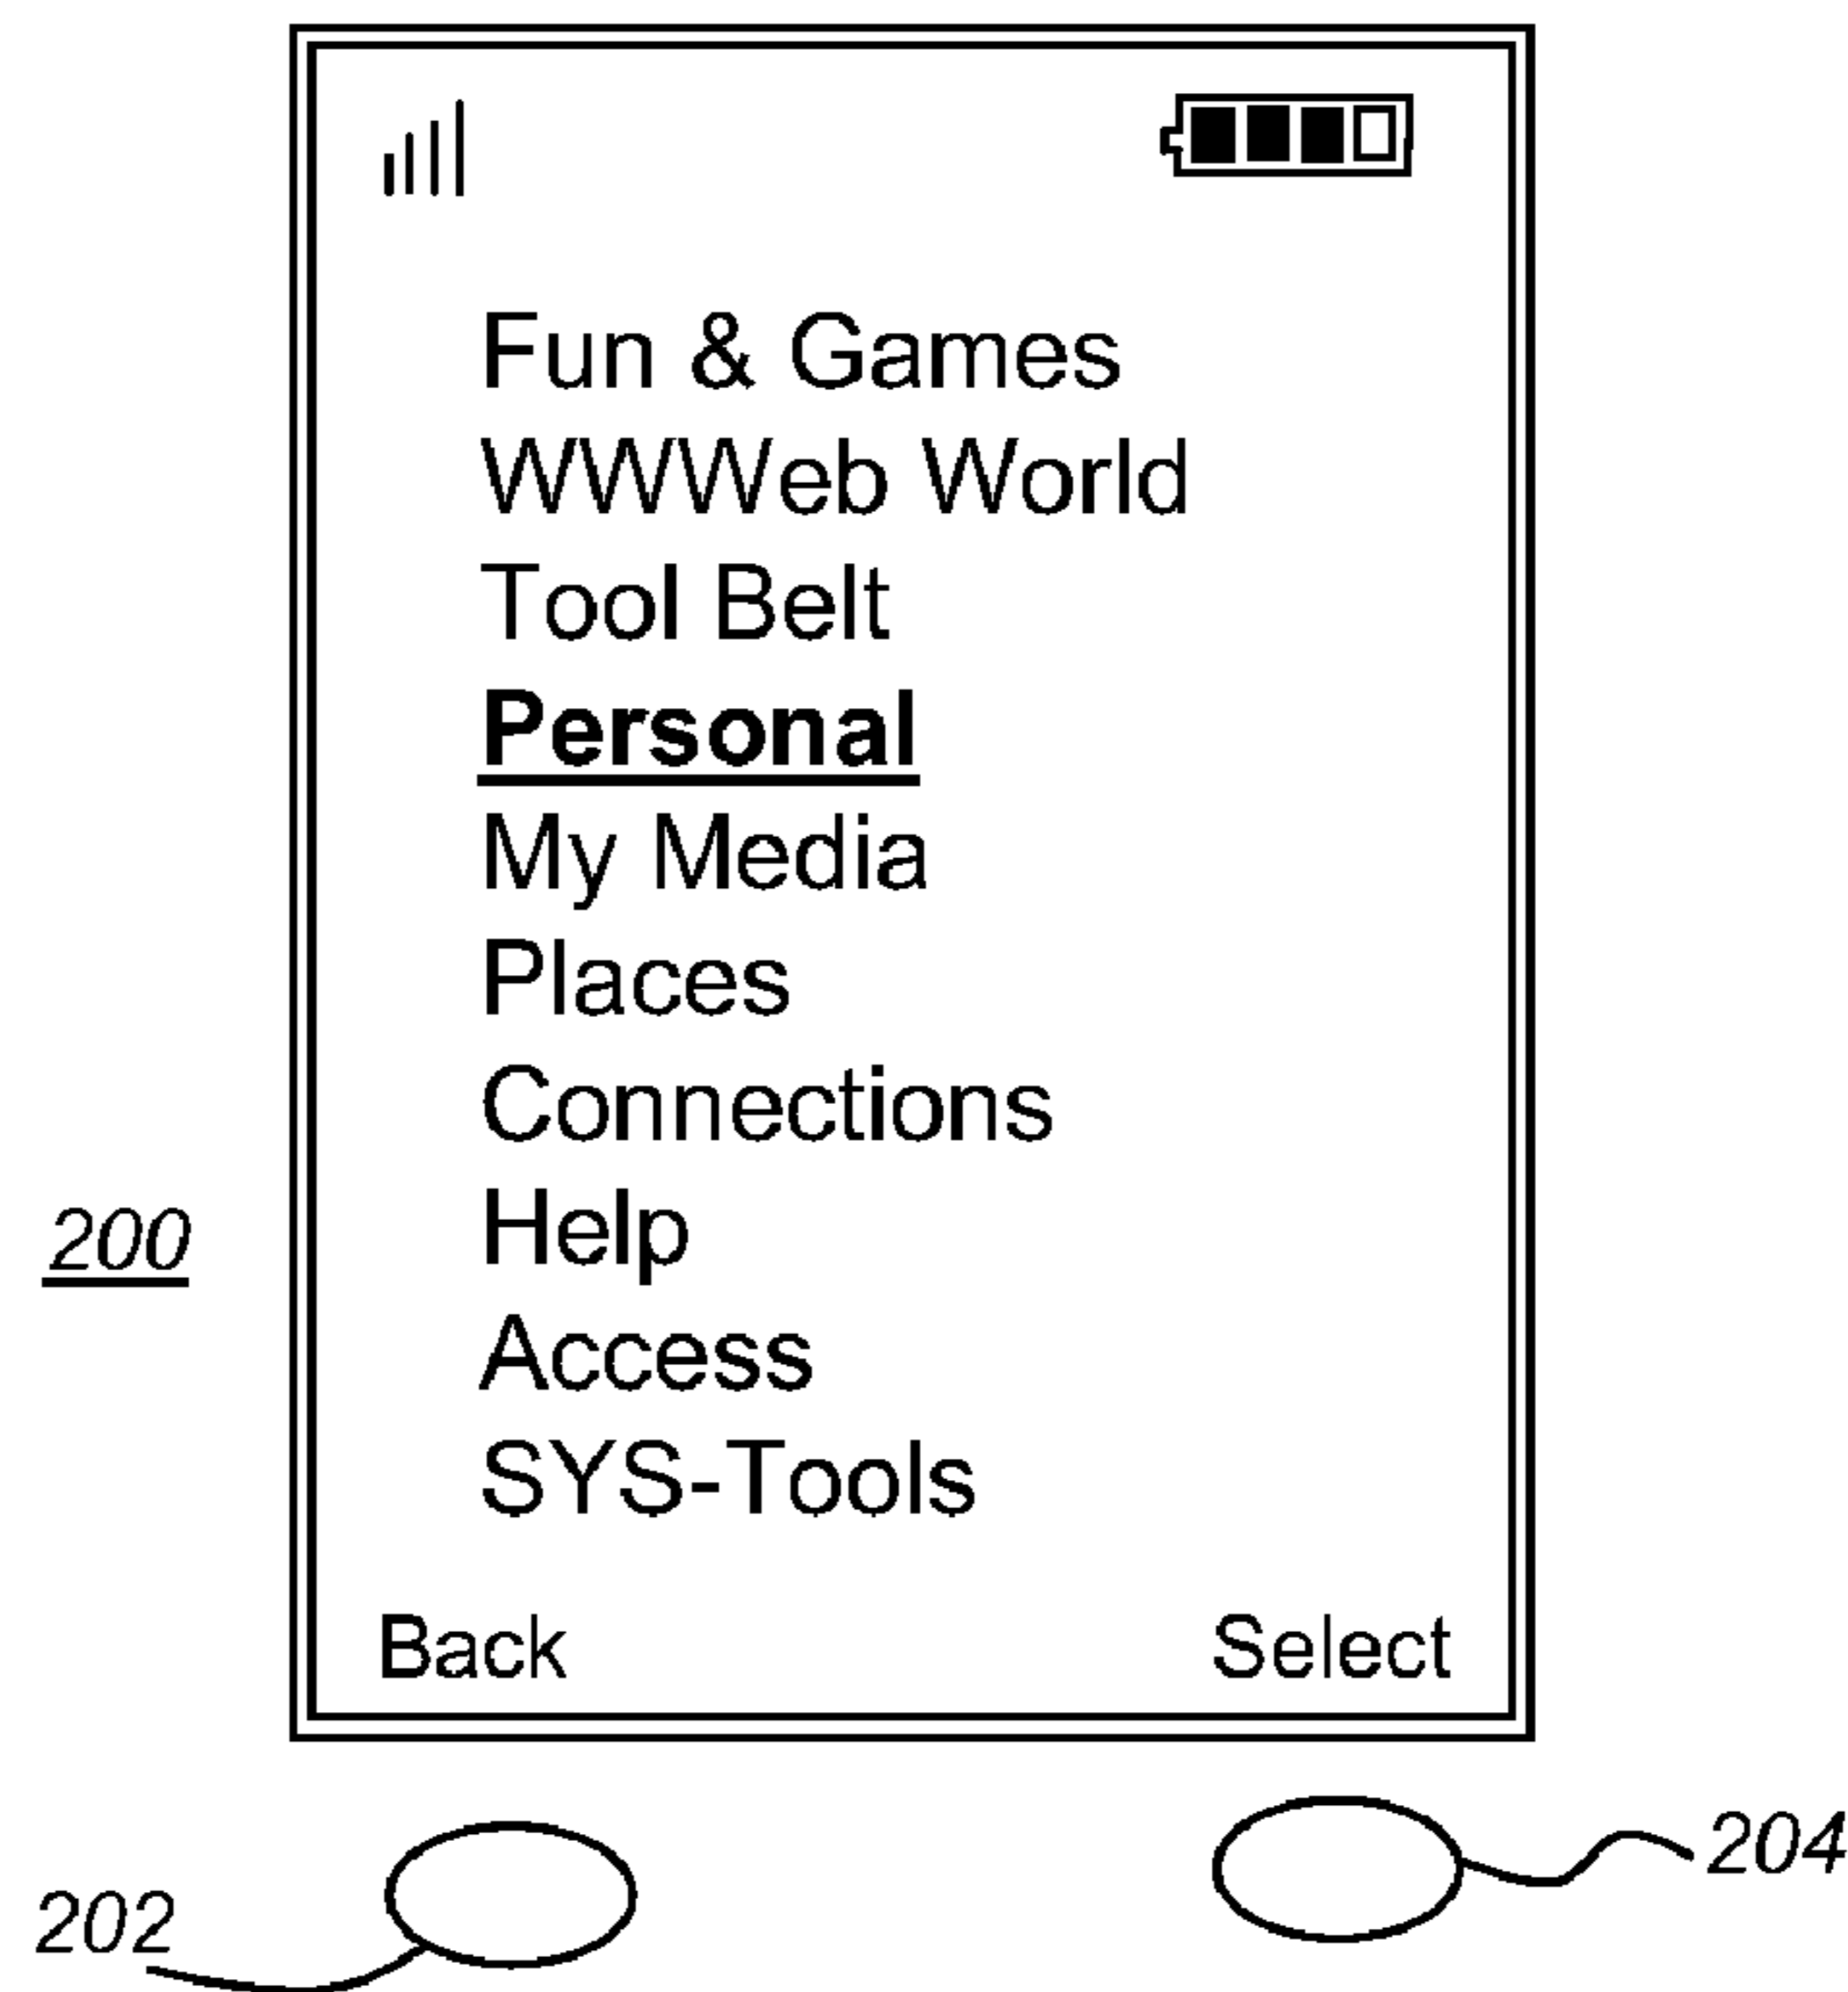 Fun & Games
WWWeb World
Tool Belt
Personal
My Media
Places
Connections
Help
Access
SYS-Tools
Back Select
200
202
204